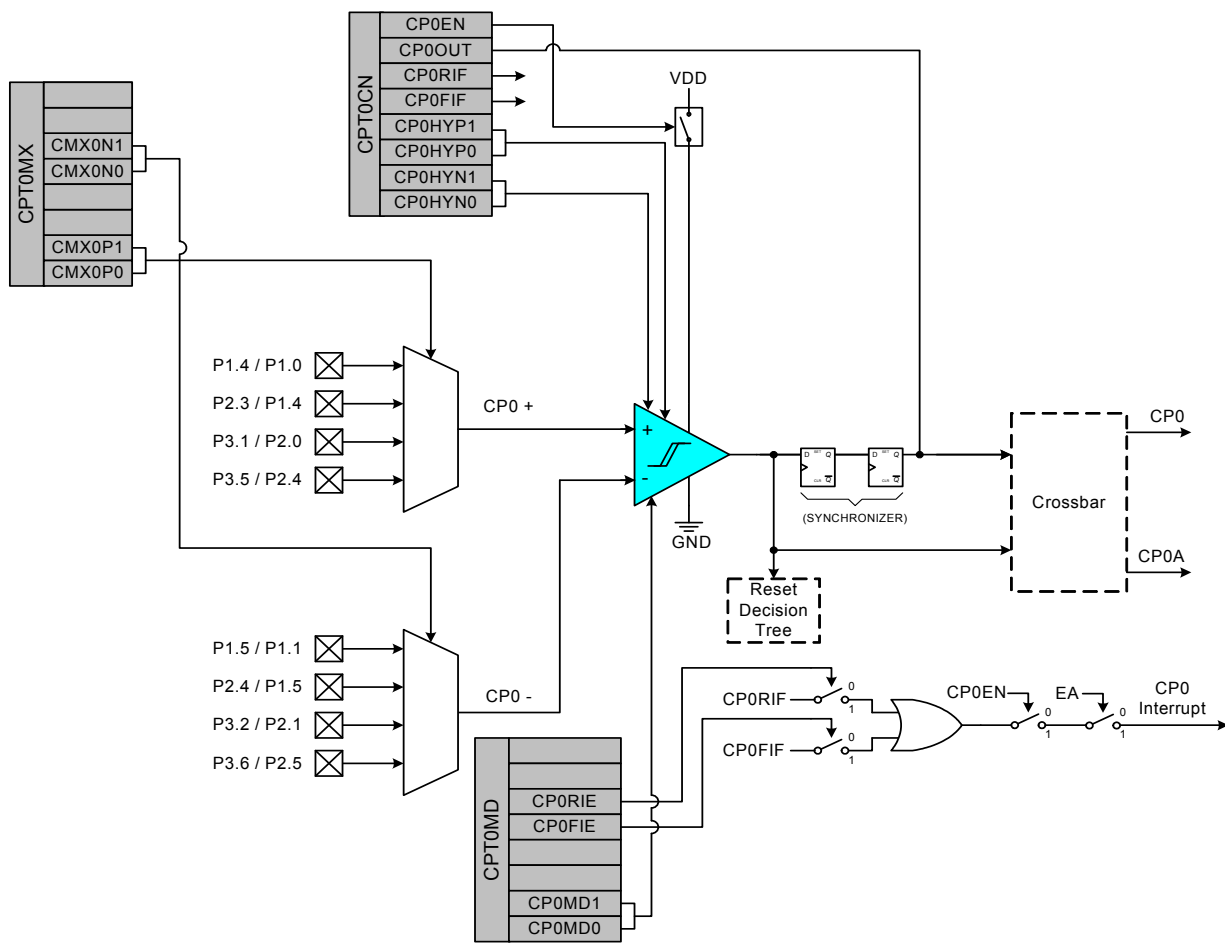 CPT0CN
CP0EN
CP0OUT
CP0RIF
CP0FIF
CP0HYP1
CP0HYP0
CP0HYN1
CP0HYN0
VDD
CPT0MX
CMX0N1
CMX0N0
CMX0P1
CMX0P0
P1.4 / P1.0
P2.3 / P1.4
P3.1 / P2.0
P3.5 / P2.4
CP0 +
+
-
GND
D SET Q
CLR Q
D SET Q
CLR Q
(SYNCHRONIZER)
Crossbar
CP0
CP0A
Reset
Decision
Tree
P1.5 / P1.1
P2.4 / P1.5
P3.2 / P2.1
P3.6 / P2.5
CP0 -
CPT0MD
CP0RIE
CP0FIE
CP0MD1
CP0MD0
CP0RIF
0
1
CP0FIF
0
1
CP0EN
0
1
EA
0
1
CP0
Interrupt